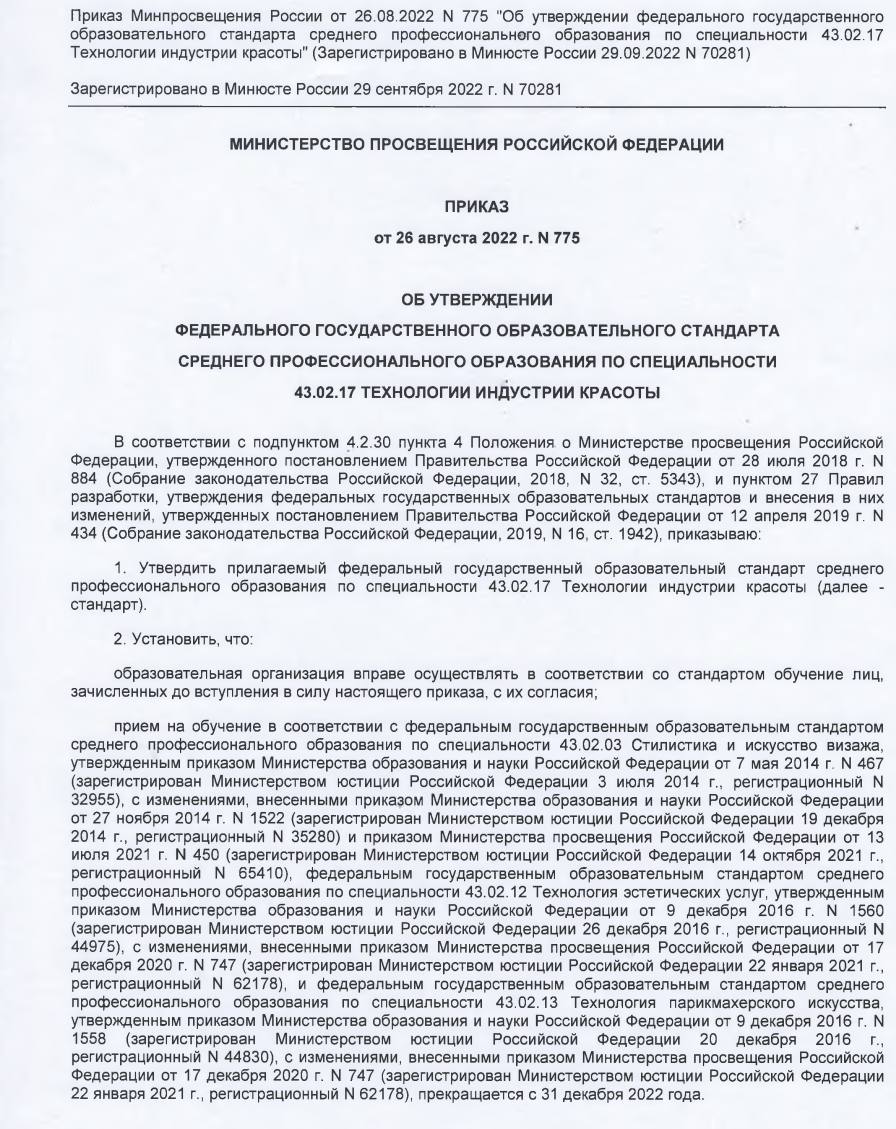 Приказ Минпросвещения России от 26.08.2022 N 775 "Об утверждении федерального государственного
образовательного стандарта среднего профессионального образования по специальности 43.02.17
Технологии индустрии красоты" (Зарегистрировано в Минюсте России 29.09.2022 N 70281)
Зарегистрировано в Минюсте России 29 сентября 2022 г. N 70281
МИНИСТЕРСТВО ПРОСВЕЩЕНИЯ РОССИЙСКОЙ ФЕДЕРАЦИИ
ПРИКАЗ
от 26 августа 2022 г. N 775
ОБ УТВЕРЖДЕНИИ
ФЕДЕРАЛЬНОГО ГОСУДАРСТВЕННОГО ОБРАЗОВАТЕЛЬНОГО СТАНДАРТА
СРЕДНЕГО ПРОФЕССИОНАЛЬНОГО ОБРАЗОВАНИЯ ПО СПЕЦИАЛЬНОСТИ
43.02.17 ТЕХНОЛОГИИ ИНДУСТРИИ КРАСОТЫ
В соответствии с подпунктом 4.2.30 пункта 4 Положения о Министерстве просвещения Российской
Федерации, утвержденного постановлением Правительства Российской Федерации от 28 июля 2018 г. N
884 (Собрание законодательства Российской Федерации, 2018, N 32, ст. 5343), и пунктом 27 Правил
разработки, утверждения федеральных государственных образовательных стандартов и внесения в них
изменений, утвержденных постановлением Правительства Российской Федерации от 12 апреля 2019 г. N
434 (Собрание законодательства Российской Федерации, 2019, N 16, ст. 1942), приказываю:
1. Утвердить прилагаемый федеральный государственный образовательный стандарт среднего
профессионального образования по специальности 43.02.17 Технологии индустрии красоты (далее -
стандарт).
2. Установить, что:
образовательная организация вправе осуществлять в соответствии со стандартом обучение лиц,
зачисленных до вступления в силу настоящего приказа, с их согласия;
прием на обучение в соответствии с федеральным государственным образовательным стандартом
среднего профессионального образования по специальности 43.02.03 Стилистика и искусство визажа,
утвержденным приказом Министерства образования и науки Российской Федерации от 7 мая 2014 г. N 467
(зарегистрирован Министерством юстиции Российской Федерации 3 июля 2014 г., регистрационный N
32955), с изменениями, внесенными приказом Министерства образования и науки Российской Федерации
от 27 ноября 2014 г. N 1522 (зарегистрирован Министерством юстиции Российской Федерации 19 декабря
2014 г., регистрационный N 35280) и приказом Министерства просвещения Российской Федерации от 13
июля 2021 г. N 450 (зарегистрирован Министерством юстиции Российской Федерации 14 октября 2021 г.,
регистрационный N 65410), федеральным государственным образовательным стандартом среднего
профессионального образования по специальности 43.02.12 Технология эстетических услуг, утвержденным
приказом Министерства образования и науки Российской Федерации от 9 декабря 2016 г. N 1560
(зарегистрирован Министерством юстиции Российской Федерации 26 декабря 2016 г., регистрационный N
44975), с изменениями, внесенными приказом Министерства просвещения Российской Федерации от 17
декабря 2020 г. N 747 (зарегистрирован Министерством юстиции Российской Федерации 22 января 2021 г.,
регистрационный N 62178), и федеральным государственным образовательным стандартом среднего
профессионального образования по специальности 43.02.13 Технология парикмахерского искусства,
утвержденным приказом Министерства образования и науки Российской Федерации от 9 декабря 2016 г. N
1558 (зарегистрирован Министерством юстиции Российской Федерации 20 декабря 2016 г.,
регистрационный N 44830), с изменениями, внесенными приказом Министерства просвещения Российской
Федерации от 17 декабря 2020 г. N 747 (зарегистрирован Министерством юстиции Российской Федерации
22 января 2021 г., регистрационный N 62178), прекращается с 31 декабря 2022 года.